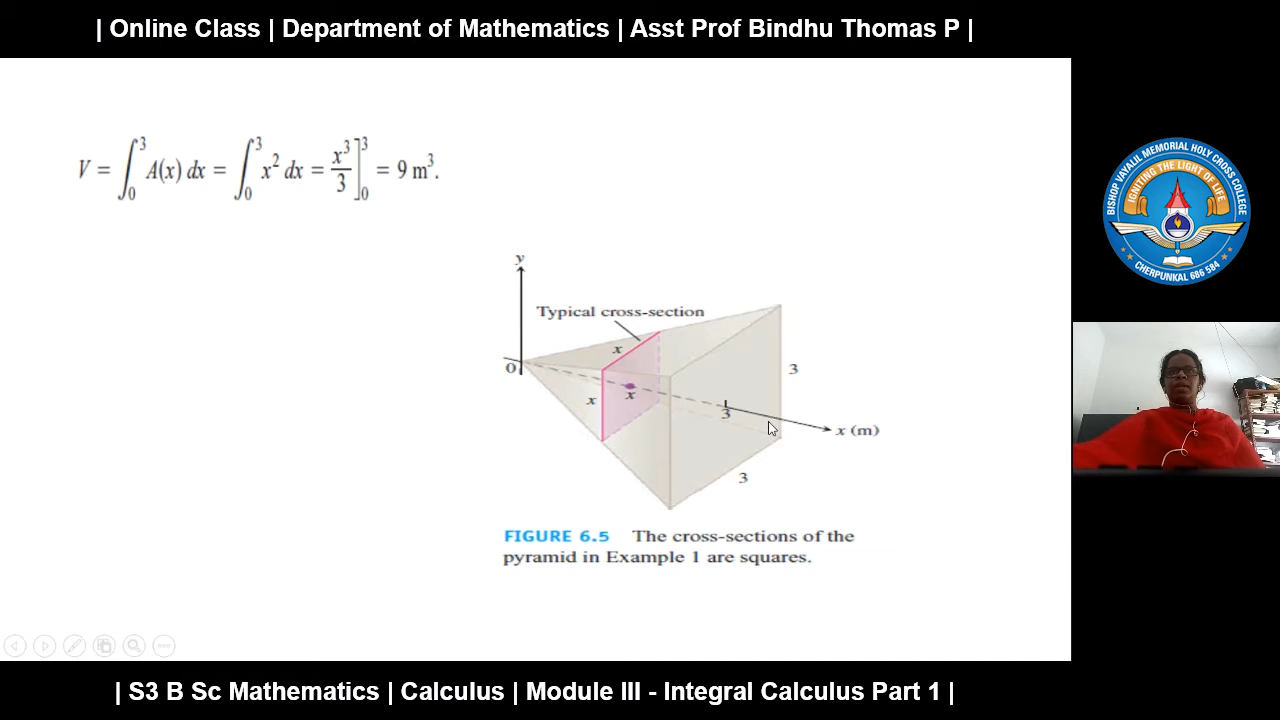 | Online Class | Department of Mathematics | Asst Prof Bindhu Thomas P |
V = ∫₀³ A(x) dx = ∫₀³ x² dx = x³/3]₀³ = 9 m³.
y
Typical cross-section
x
0
x
x
3
3
x (m)
3
FIGURE 6.5 The cross-sections of the
pyramid in Example 1 are squares.
BISHOP VAYALIL MEMORIAL HOLY CROSS COLLEGE
IGNITING THE LIGHT OF LIFE
CHERPUNKAL 686 584
| S3 B Sc Mathematics | Calculus | Module III - Integral Calculus Part 1 |